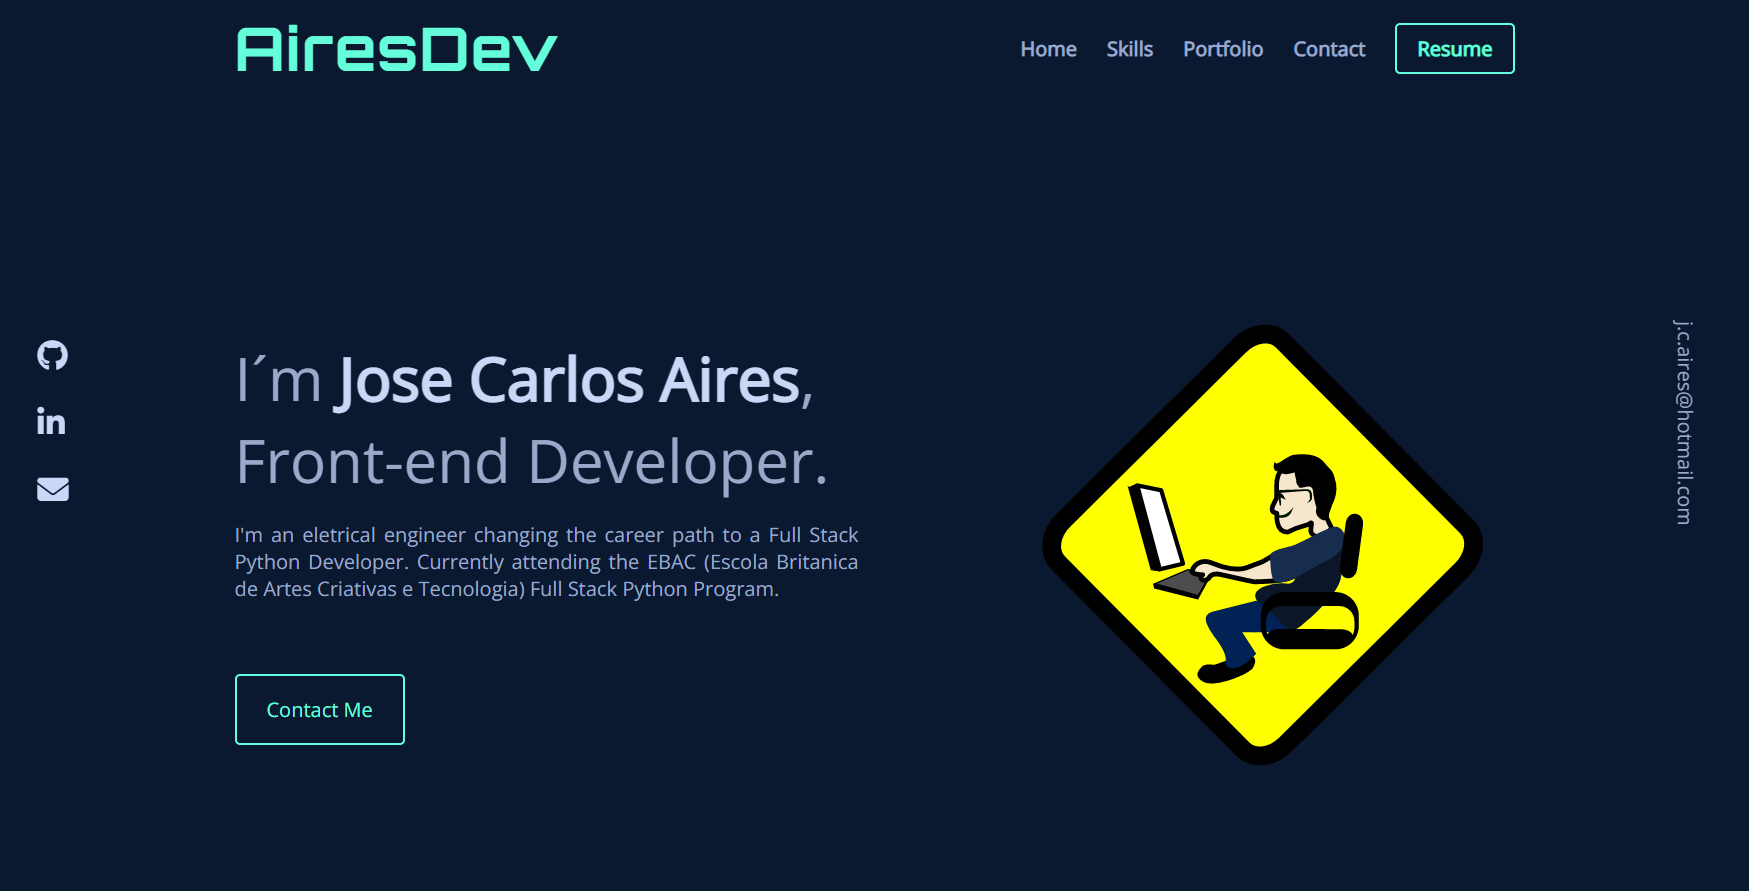 AiresDev
Home Skills Portfolio Contact Resume
I´m Jose Carlos Aires,
Front-end Developer.
I'm an eletrical engineer changing the career path to a Full Stack
Python Developer. Currently attending the EBAC (Escola Britanica
de Artes Criativas e Tecnologia) Full Stack Python Program.
Contact Me
j.c.aires@hotmail.com